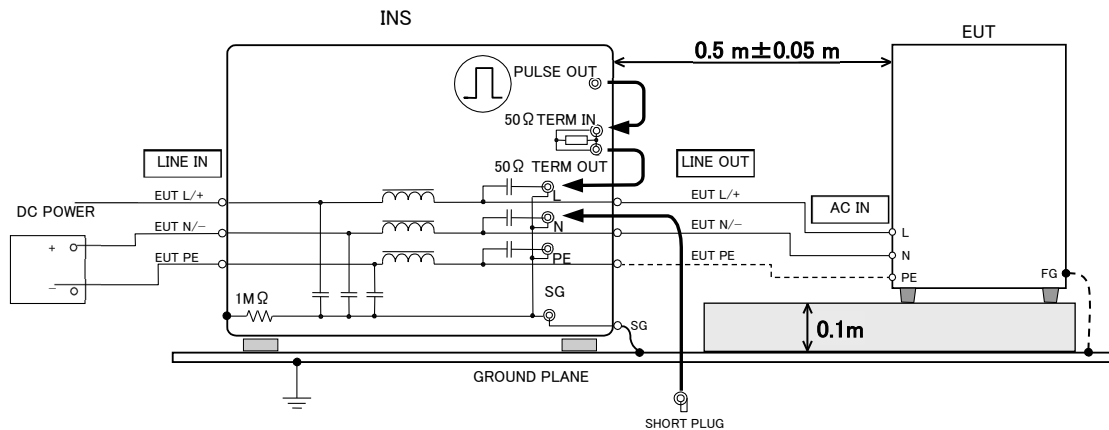 INS
EUT
0.5 m±0.05 m
PULSE OUT
50Ω TERM IN
50Ω TERM OUT
LINE IN
LINE OUT
EUT L/+
L
EUT L/+
AC IN
DC POWER
L
EUT N/−
N
EUT N/−
+
N
EUT PE
PE
EUT PE
PE
FG
−
SG
1MΩ
SG
0.1m
GROUND PLANE
SHORT PLUG